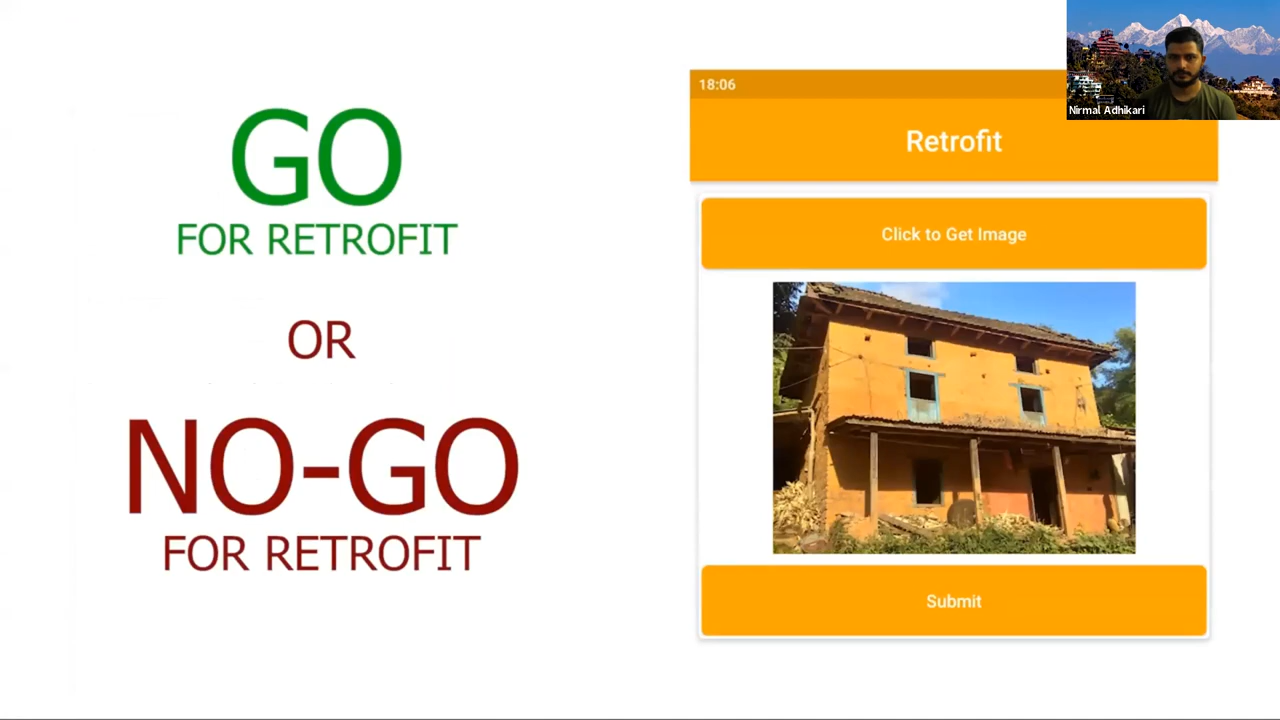 GO
FOR RETROFIT
OR
NO-GO
FOR RETROFIT
18:06
Retrofit
Click to Get Image
Submit
Nirmal Adhikari